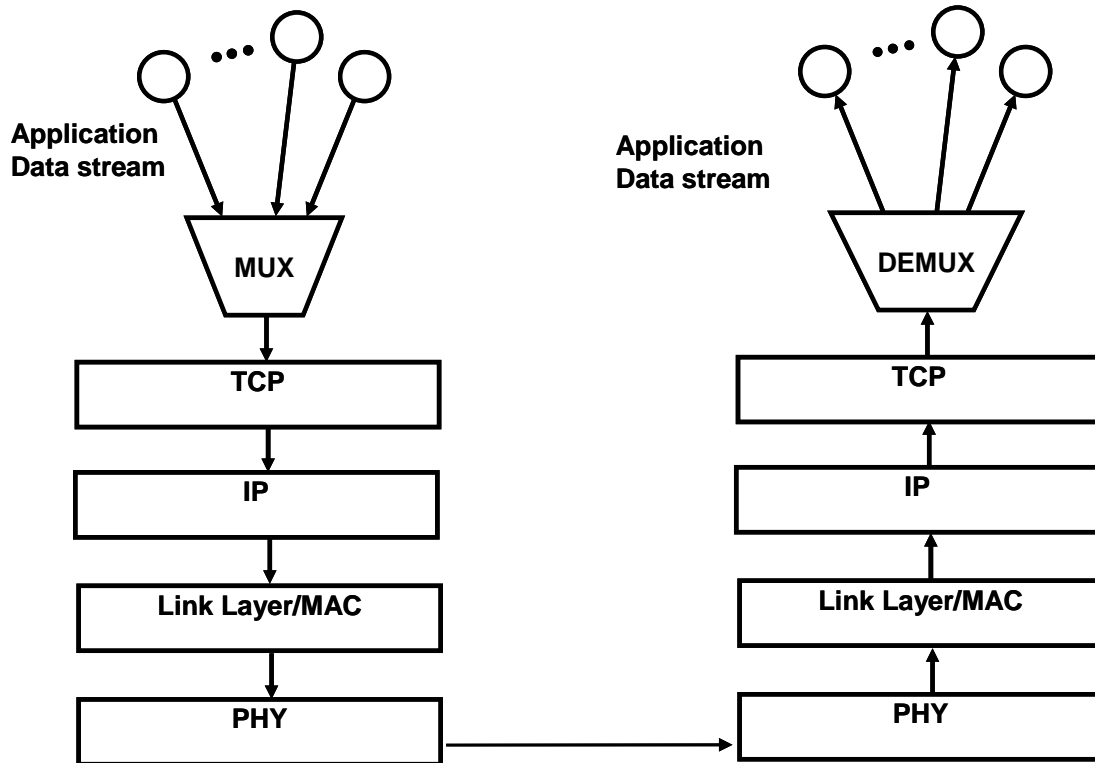 Application
Data stream
MUX
TCP
IP
Link Layer/MAC
PHY
Application
Data stream
DEMUX
TCP
IP
Link Layer/MAC
PHY